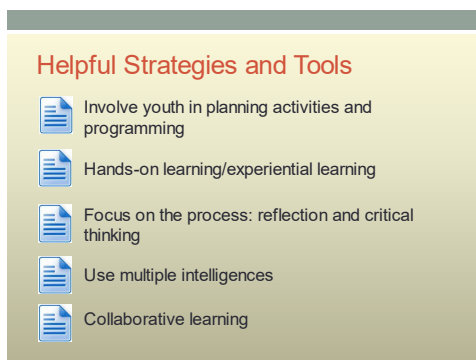 Helpful Strategies and Tools
Involve youth in planning activities and
programming
Hands-on learning/experiential learning
Focus on the process: reflection and critical
thinking
Use multiple intelligences
Collaborative learning